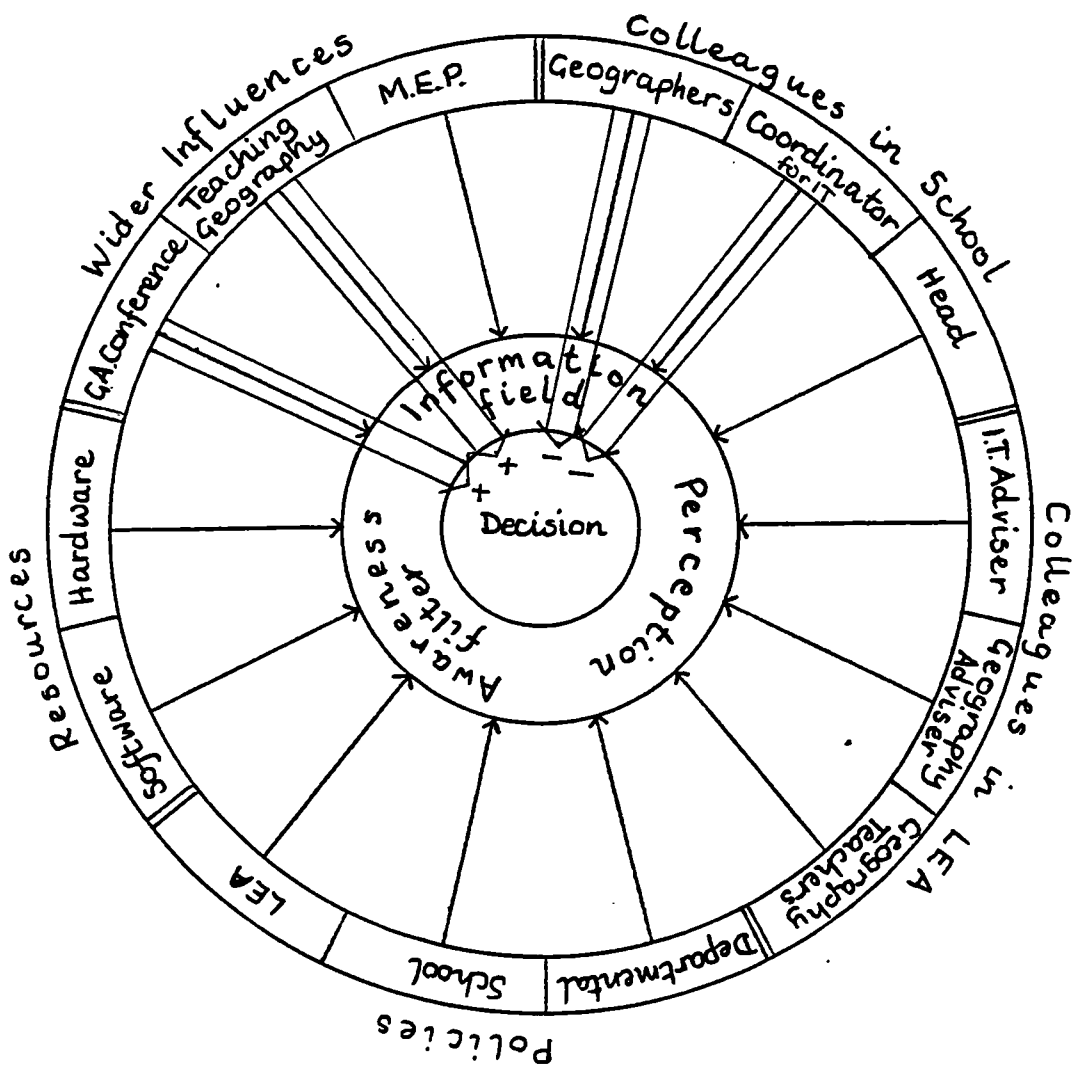 Wider Influences
Colleagues in School
Colleagues in LEA
Policies
Resources
M.E.P.
Geographers
Coordinator
for IT
Head
I.T. Adviser
Geography
Adviser
Geography
Teachers
Departmental
School
LEA
Software
Hardware
G.A. Conference
Teaching
Geography
Information
field
Perception
Awareness
filter
+
+
–
–
Decision